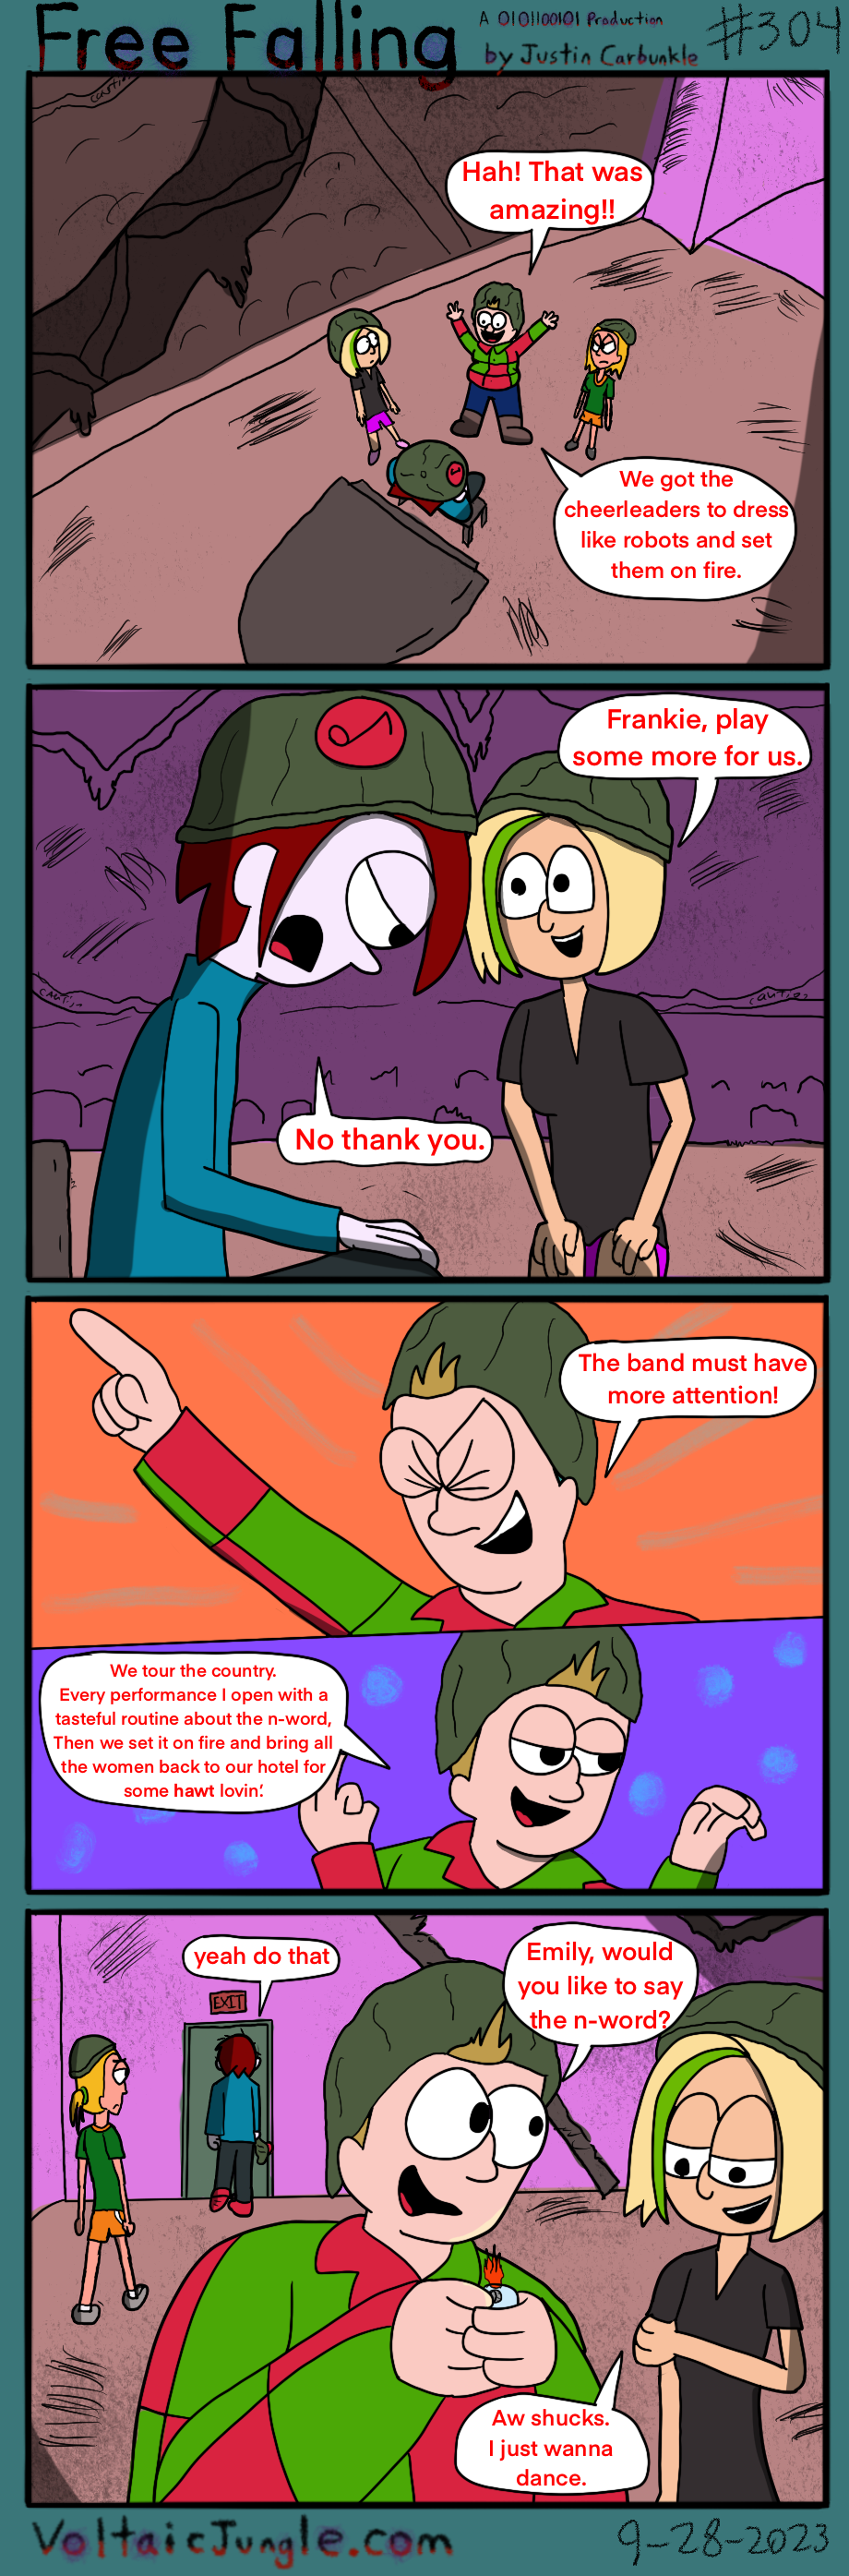 Free Falling
A 0101100101 Production
by Justin Carbunkle
#304
caution
Hah! That was
amazing!!
We got the
cheerleaders to dress
like robots and set
them on fire.
Frankie, play
some more for us.
CAUTI
CAUTION
No thank you.
The band must have
more attention!
We tour the country.
Every performance I open with a
tasteful routine about the n-word,
Then we set it on fire and bring all
the women back to our hotel for
some hawt lovin'.
yeah do that
EXIT
Emily, would
you like to say
the n-word?
Aw shucks.
I just wanna
dance.
VoltaicJungle.com
9-28-2023